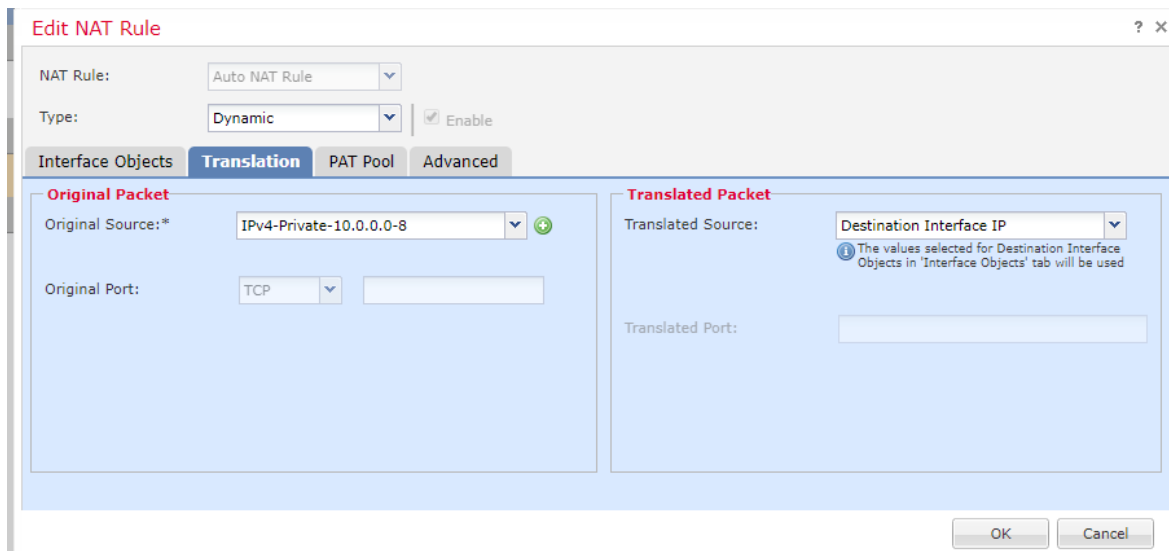 Edit NAT Rule
? ×
NAT Rule:
Auto NAT Rule
Type:
Dynamic
Enable
Interface Objects
Translation
PAT Pool
Advanced
Original Packet
Original Source:*
IPv4-Private-10.0.0.0-8
Original Port:
TCP
Translated Packet
Translated Source:
Destination Interface IP
The values selected for Destination Interface
Objects in 'Interface Objects' tab will be used
Translated Port:
OK
Cancel